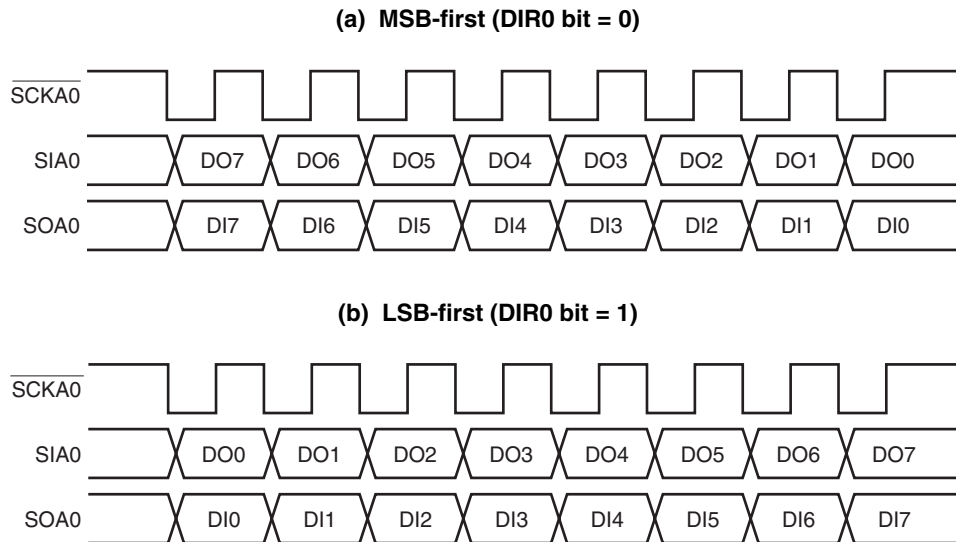 (a) MSB-first (DIR0 bit = 0)
SCKA0
SIA0 DO7 DO6 DO5 DO4 DO3 DO2 DO1 DO0
SOA0 DI7 DI6 DI5 DI4 DI3 DI2 DI1 DI0
(b) LSB-first (DIR0 bit = 1)
SCKA0
SIA0 DO0 DO1 DO2 DO3 DO4 DO5 DO6 DO7
SOA0 DI0 DI1 DI2 DI3 DI4 DI5 DI6 DI7